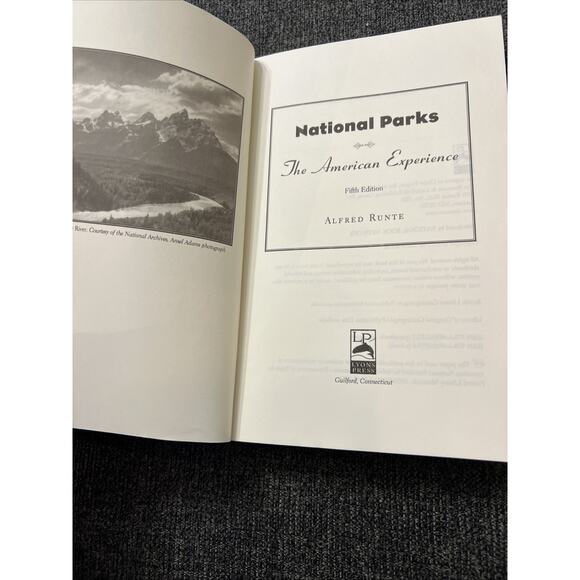 River. Courtesy of the National Archives, Ansel Adams photograph.
National Parks
The American Experience
Fifth Edition
ALFRED RUNTE
LP
LYONS
PRESS
Guilford, Connecticut